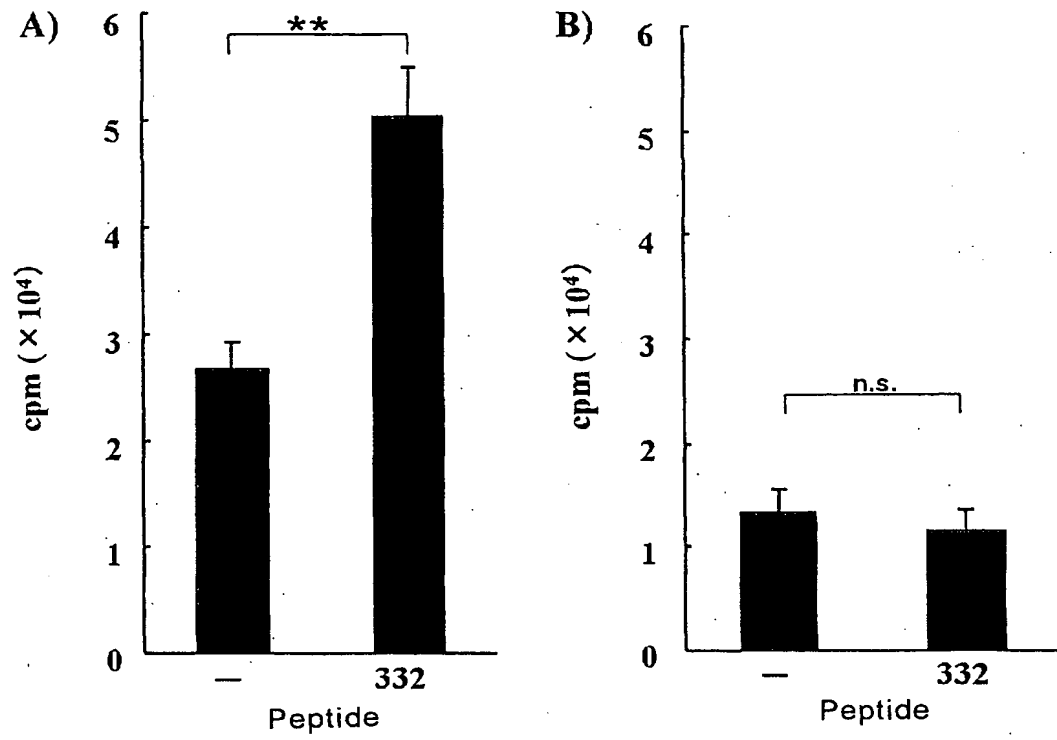 A)
**
6
5
4
3
2
1
0
cpm (×10⁴)
— 332
Peptide
B)
n.s.
6
5
4
3
2
1
0
cpm (×10⁴)
— 332
Peptide